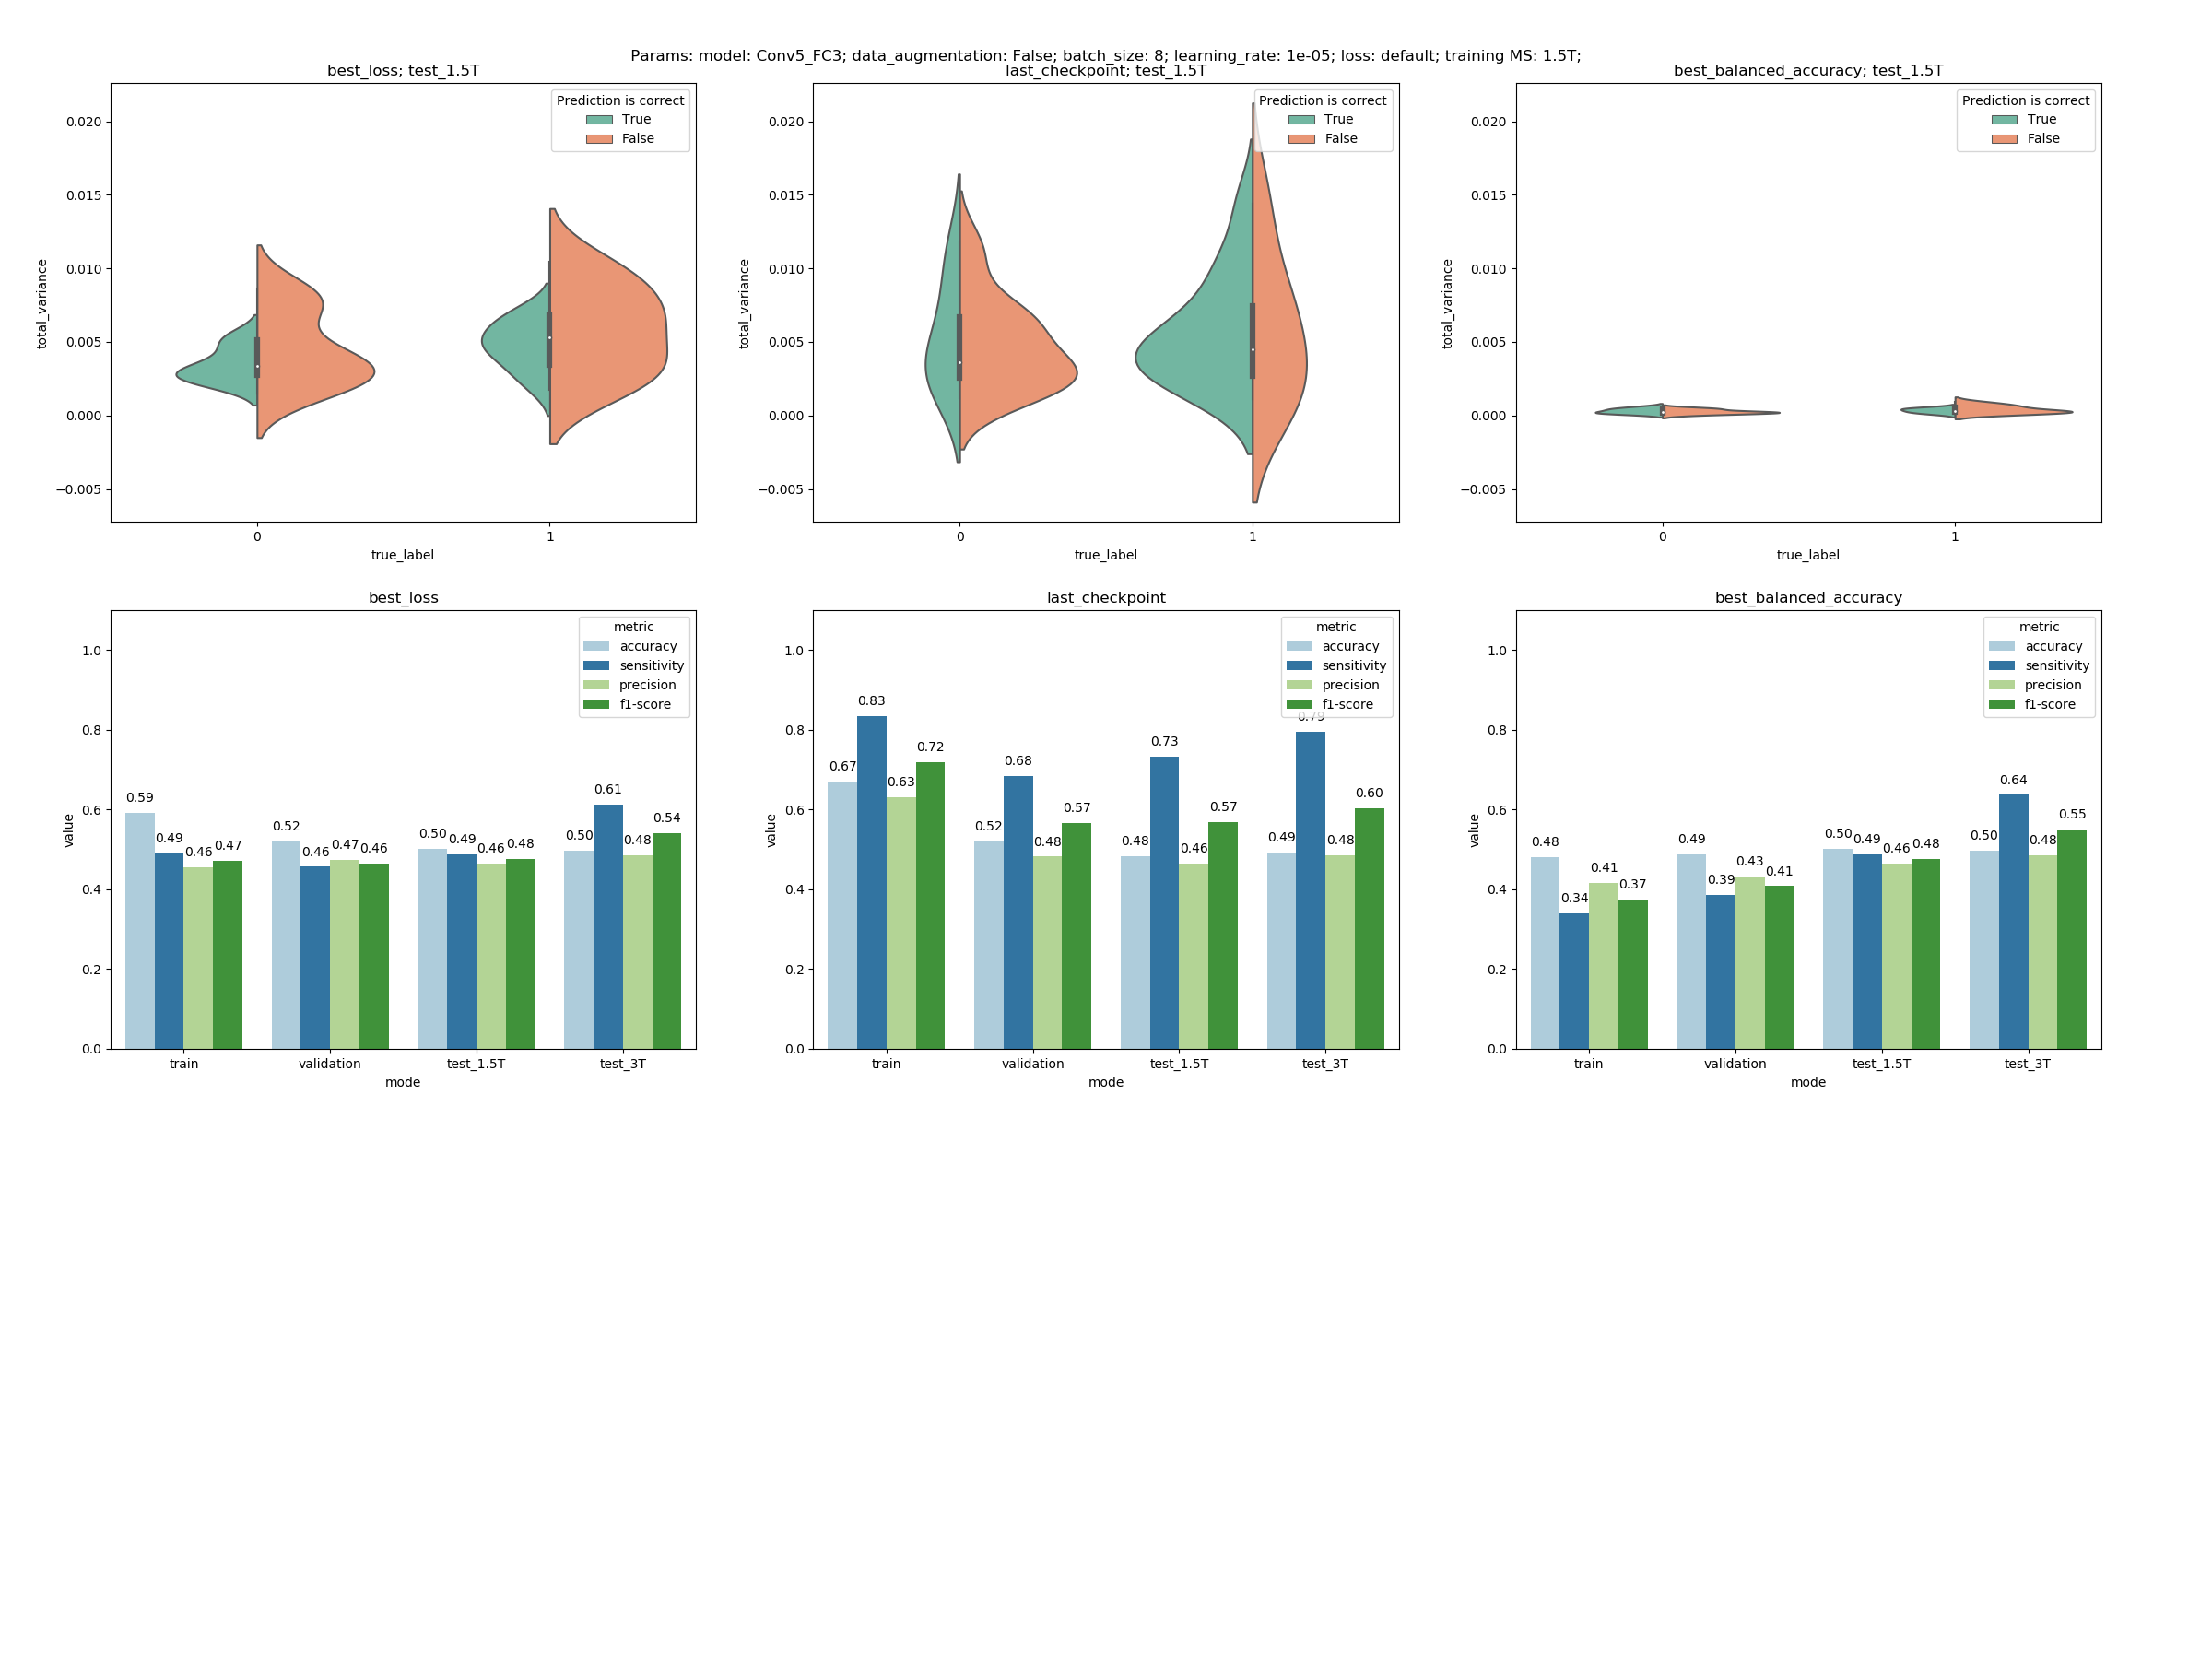 Params: model: Conv5_FC3; data_augmentation: False; batch_size: 8; learning_rate: 1e-05; loss: default; training MS: 1.5T;
best_loss; test_1.5T
Prediction is correct
True
False
0.020
0.015
0.010
0.005
0.000
−0.005
total_variance
0
1
true_label
last_checkpoint; test_1.5T
Prediction is correct
True
False
0.020
0.015
0.010
0.005
0.000
−0.005
total_variance
0
1
true_label
best_balanced_accuracy; test_1.5T
Prediction is correct
True
False
0.020
0.015
0.010
0.005
0.000
−0.005
total_variance
0
1
true_label
best_loss
metric
accuracy
sensitivity
precision
f1-score
1.0
0.8
0.6
0.4
0.2
0.0
value
0.59
0.49
0.46
0.47
0.52
0.46
0.47
0.46
0.50
0.49
0.46
0.48
0.50
0.61
0.48
0.54
train
validation
test_1.5T
test_3T
mode
last_checkpoint
metric
accuracy
sensitivity
precision
f1-score
1.0
0.8
0.6
0.4
0.2
0.0
value
0.67
0.83
0.63
0.72
0.52
0.68
0.48
0.57
0.48
0.73
0.46
0.57
0.49
0.79
0.48
0.60
train
validation
test_1.5T
test_3T
mode
best_balanced_accuracy
metric
accuracy
sensitivity
precision
f1-score
1.0
0.8
0.6
0.4
0.2
0.0
value
0.48
0.34
0.41
0.37
0.49
0.39
0.43
0.41
0.50
0.49
0.46
0.48
0.50
0.64
0.48
0.55
train
validation
test_1.5T
test_3T
mode